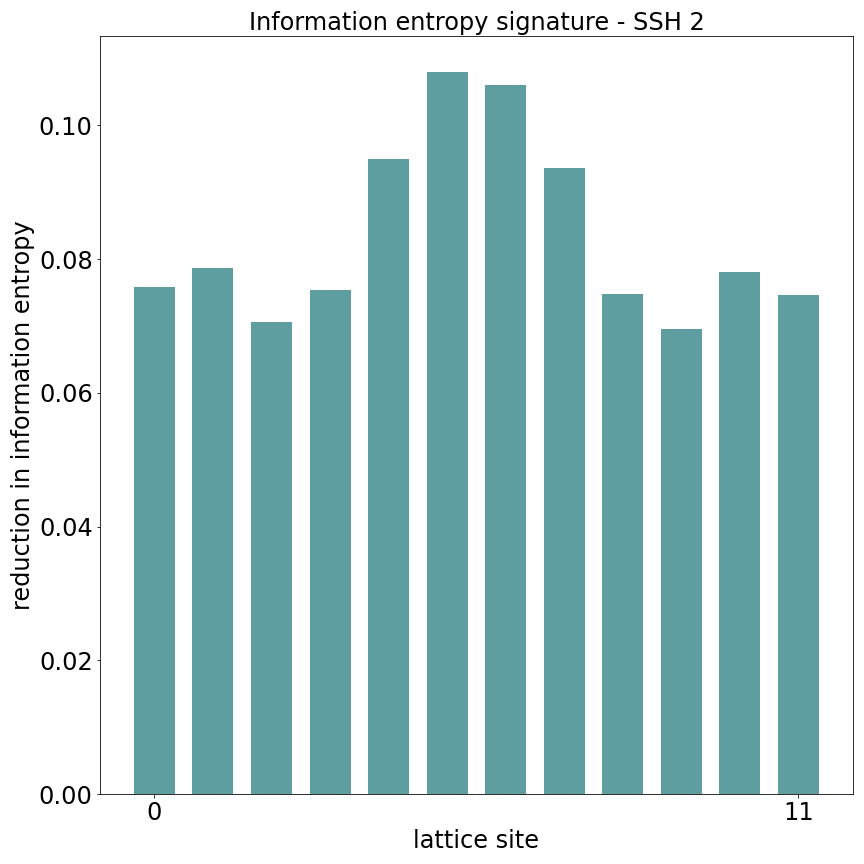 Information entropy signature - SSH 2
reduction in information entropy
0.10
0.08
0.06
0.04
0.02
0.00
0
11
lattice site